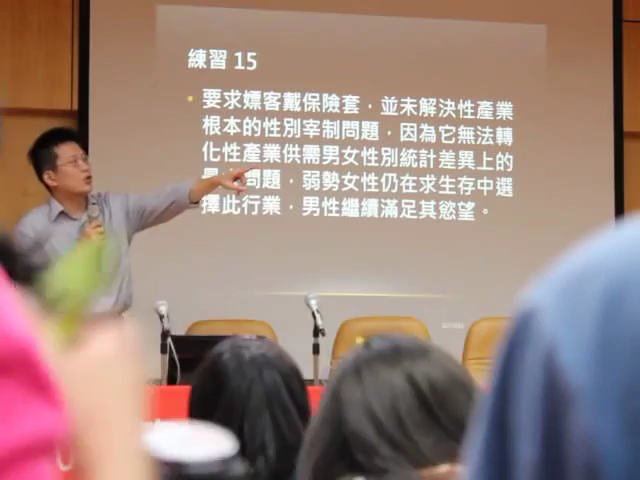 練習 15
• 要求嫖客戴保險套，並未解決性產業
根本的性別宰制問題，因為它無法轉
化性產業供需男女性別統計差異上的
問題，弱勢女性仍在求生存中選
擇此行業，男性繼續滿足其慾望。